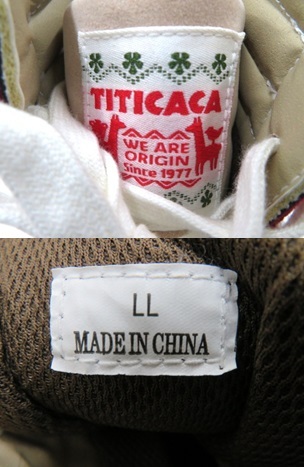 TITICACA
WE ARE
ORIGIN
Since 1977
LL
MADE IN CHINA